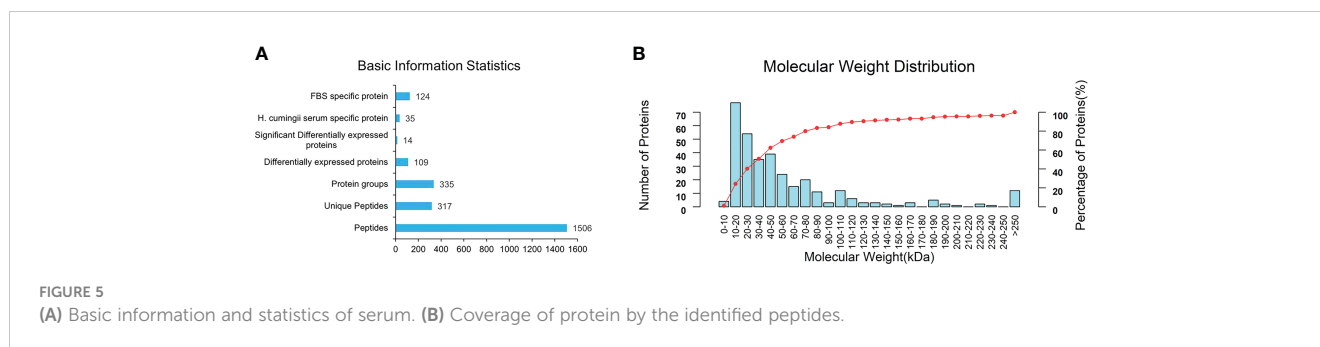 A
Basic Information Statistics
FBS specific protein
124
H. cumingii serum specific protein
35
Significant Differentially expressed
proteins
14
Differentially expressed proteins
109
Protein groups
335
Unique Peptides
317
Peptides
1506
0 200 400 600 800 1000 1200 1400 1600
B
Molecular Weight Distribution
Number of Proteins
70
60
50
40
30
20
10
0
100
80
60
40
20
0
Percentage of Proteins(%)
0-10
10-20
20-30
30-40
40-50
50-60
60-70
70-80
80-90
90-100
100-110
110-120
120-130
130-140
140-150
150-160
160-170
170-180
180-190
190-200
200-210
210-220
220-230
230-240
240-250
>250
Molecular Weight(kDa)
FIGURE 5
(A) Basic information and statistics of serum. (B) Coverage of protein by the identified peptides.